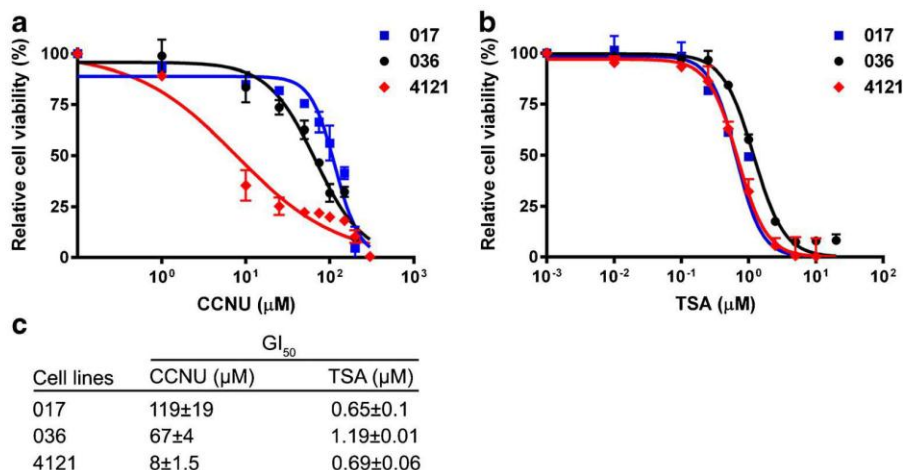 a
b
Relative cell viability (%)
100
75
50
25
0
10⁰ 10¹ 10² 10³
CCNU (µM)
017
036
4121
Relative cell viability (%)
100
75
50
25
0
10⁻³ 10⁻² 10⁻¹ 10⁰ 10¹ 10²
TSA (µM)
017
036
4121
c
GI₅₀
Cell lines CCNU (µM) TSA (µM)
017 119±19 0.65±0.1
036 67±4 1.19±0.01
4121 8±1.5 0.69±0.06